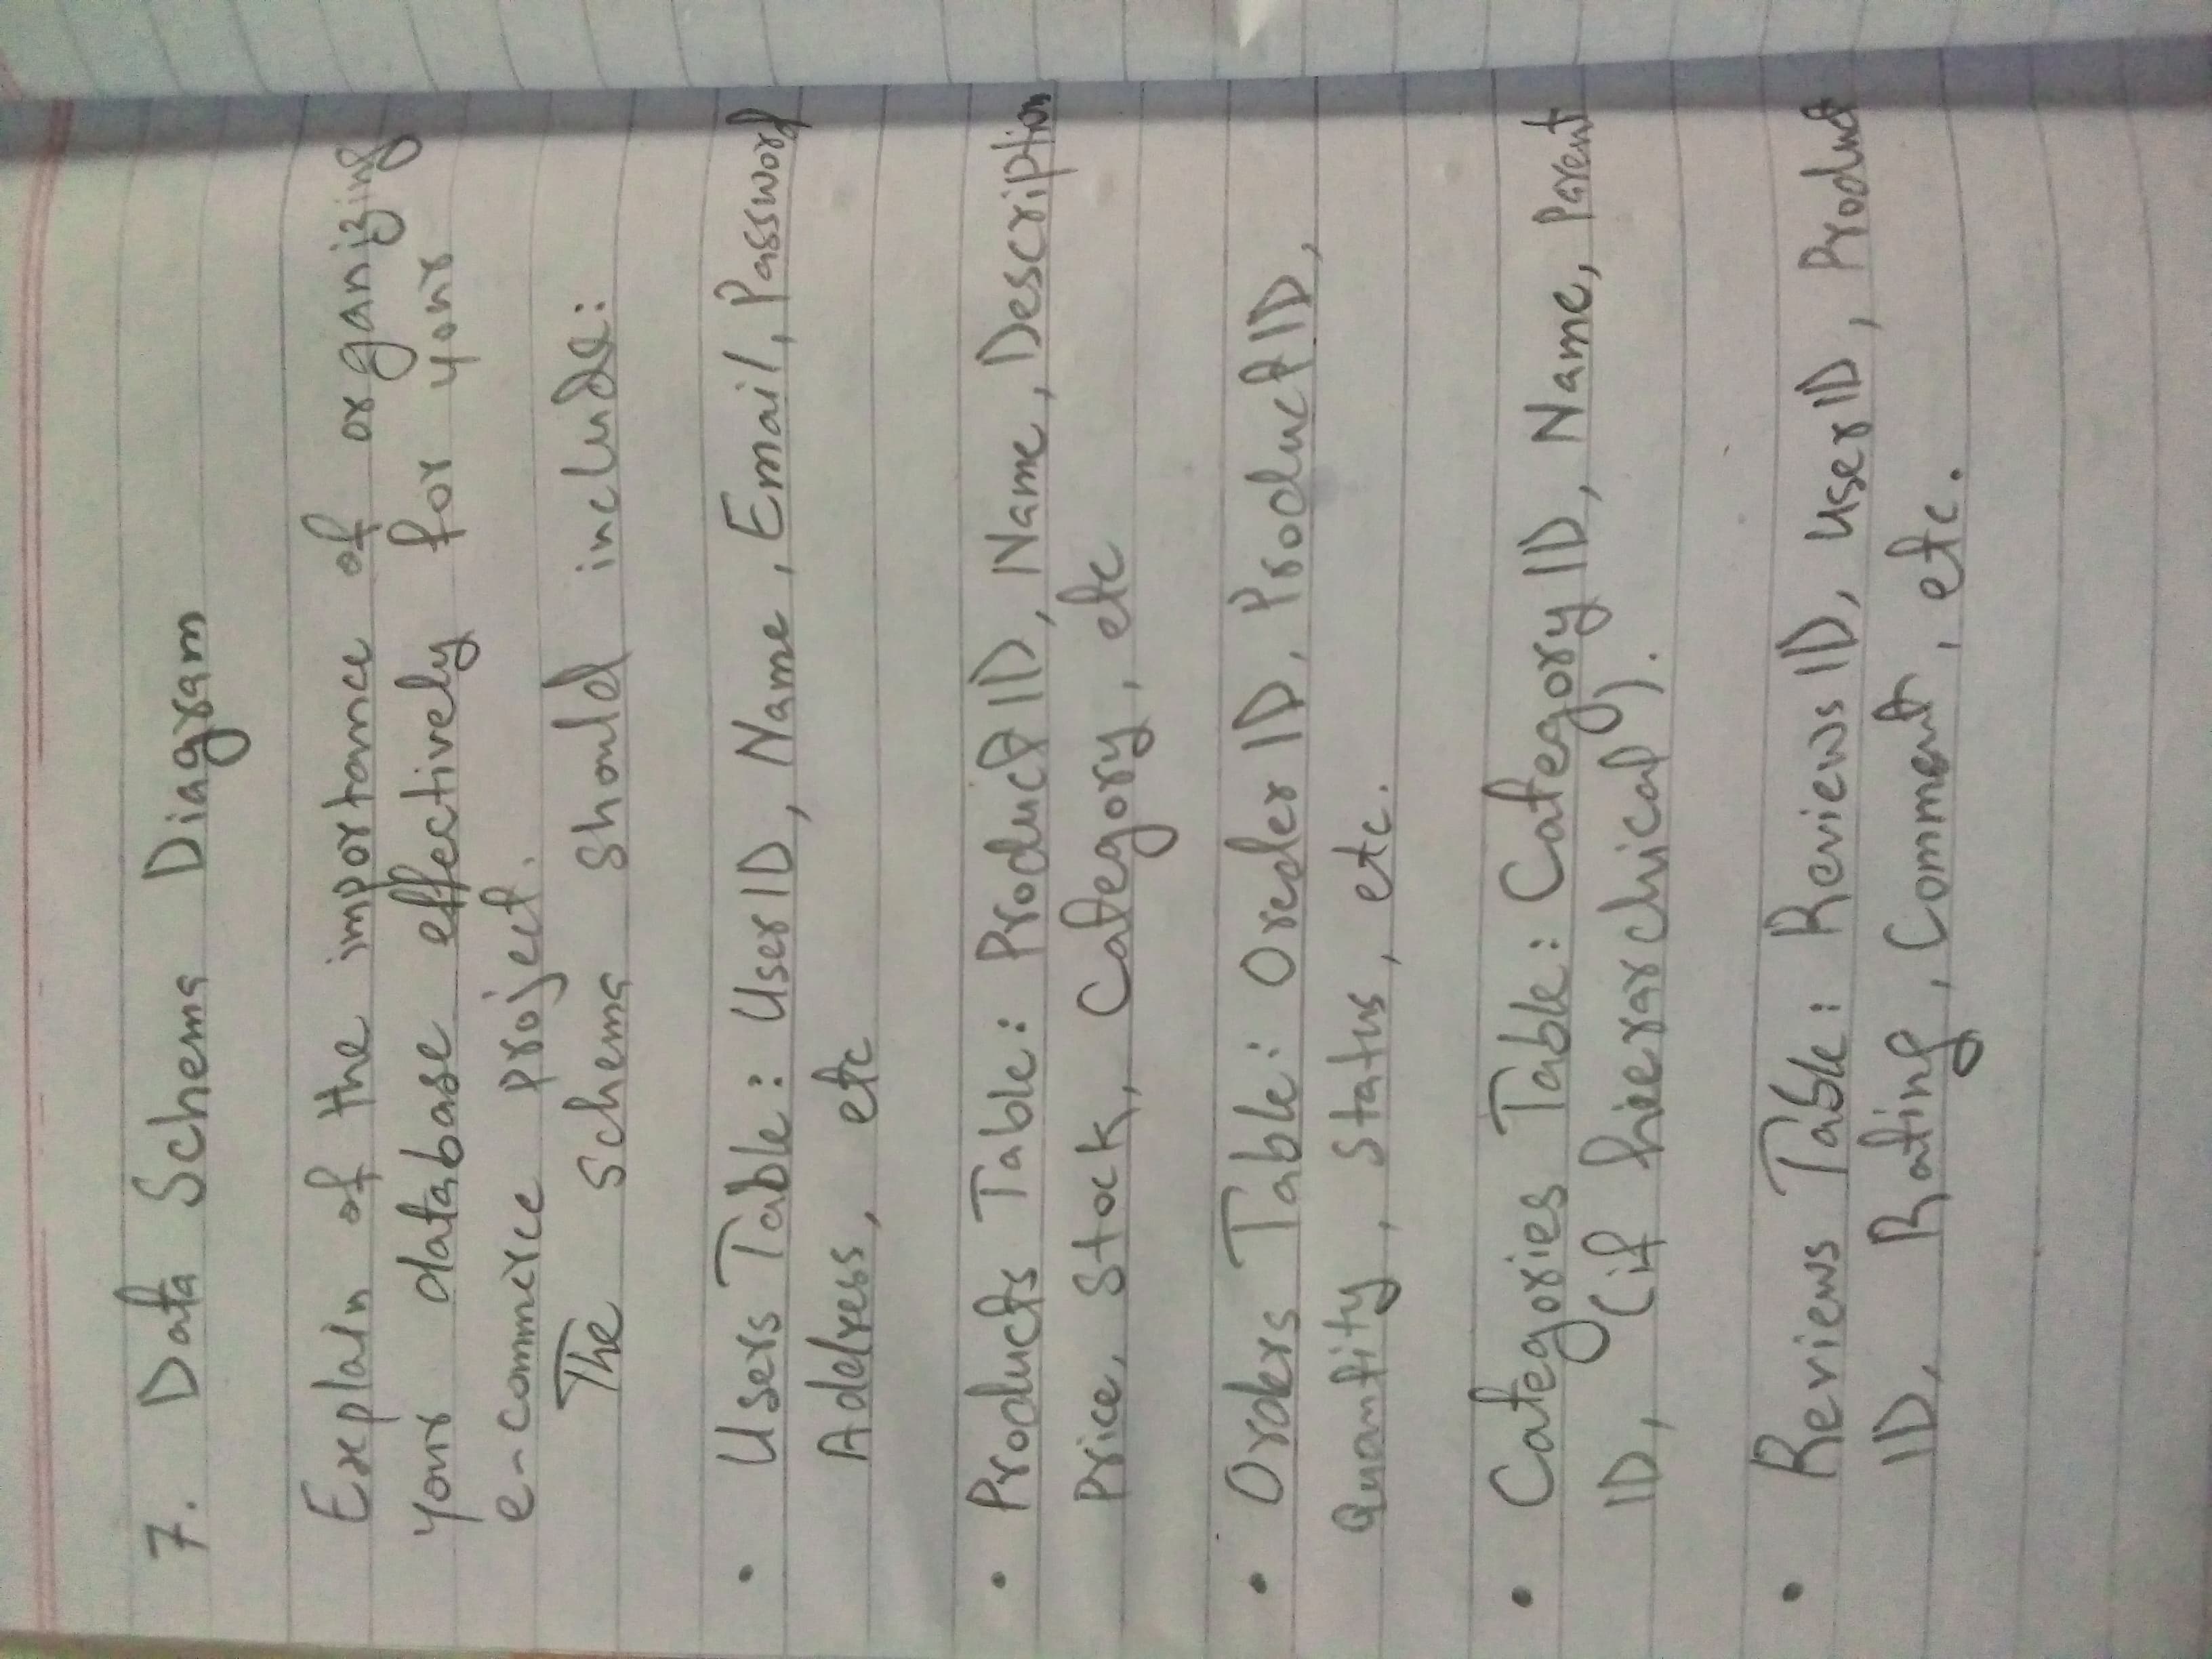 7. Data Schema Diagram
Explain of the importance of organizing
your database effectively for your
e-commerce project.
The Schema should include:
• Users Table: UserID, Name, Email, Password
Address, etc
• Products Table: ProductID, Name, Description
Price, Stock, Category, etc
• Orders Table: OrederID, ProductID,
Quantity, Status, etc.
• Categories Table: CategoryID, Name, Parent
ID, (if hierarchical).
• Reviews Table: ReviewsID, UserID, Product
ID, Rating, Comment, etc.